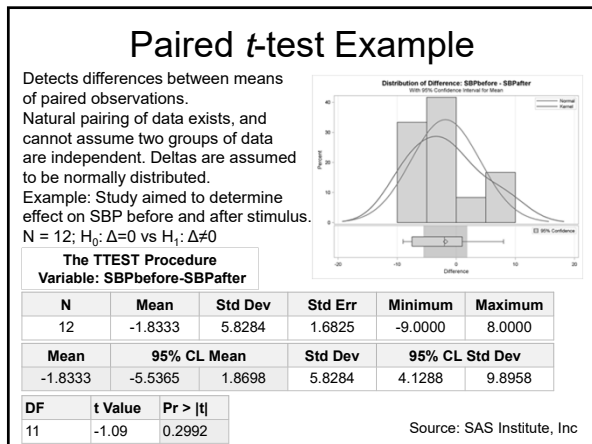 Paired t-test Example
Detects differences between means
of paired observations.
Natural pairing of data exists, and
cannot assume two groups of data
are independent. Deltas are assumed
to be normally distributed.
Example: Study aimed to determine
effect on SBP before and after stimulus.
N = 12; H₀: Δ=0 vs H₁: Δ≠0
Distribution of Difference: SBPbefore - SBPafter
With 95% Confidence Interval for Mean
Normal
Kernel
Percent
40
30
20
10
0
95% Confidence
-20 -10 0 10 20
Difference
The TTEST Procedure
Variable: SBPbefore-SBPafter
N Mean Std Dev Std Err Minimum Maximum
12 -1.8333 5.8284 1.6825 -9.0000 8.0000
Mean 95% CL Mean Std Dev 95% CL Std Dev
-1.8333 -5.5365 1.8698 5.8284 4.1288 9.8958
DF t Value Pr > |t|
11 -1.09 0.2992
Source: SAS Institute, Inc